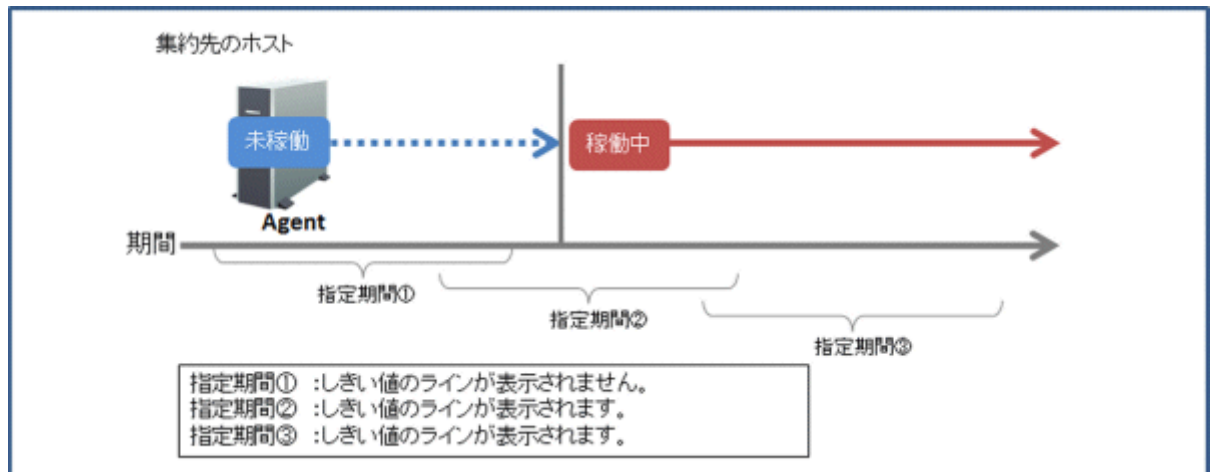 集約先のホスト
未稼働
稼働中
Agent
期間
指定期間①
指定期間②
指定期間③
指定期間① :しきい値のラインが表示されません。
指定期間② :しきい値のラインが表示されます。
指定期間③ :しきい値のラインが表示されます。